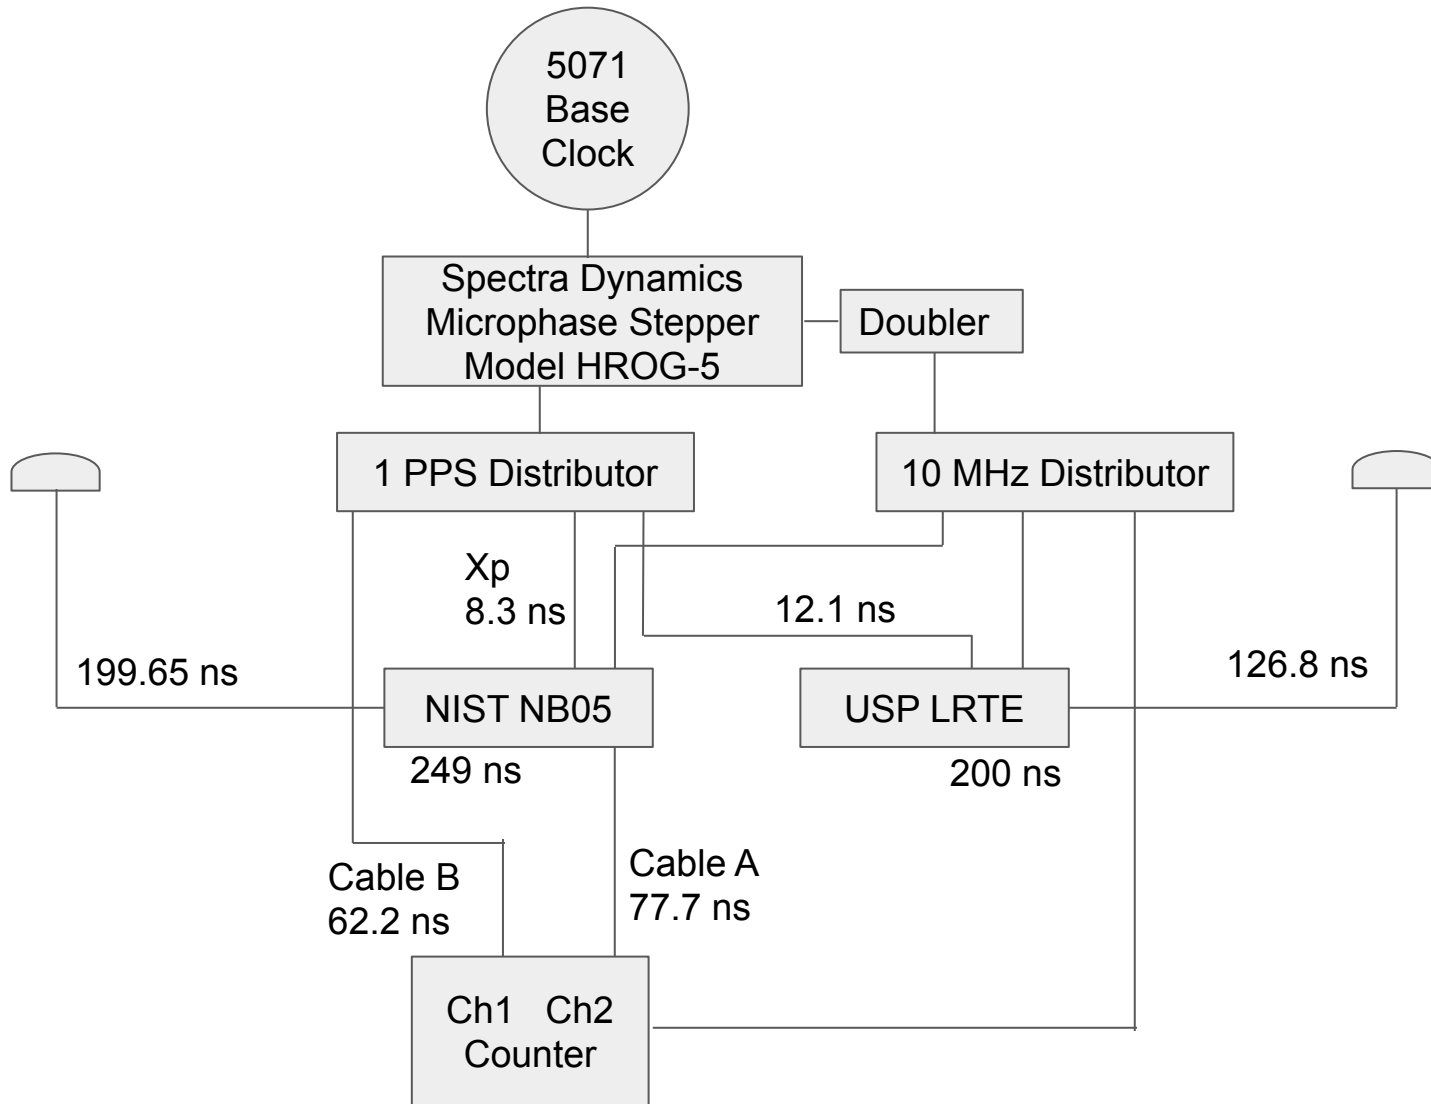 5071
Base
Clock
Spectra Dynamics
Microphase Stepper
Model HROG-5
Doubler
1 PPS Distributor
10 MHz Distributor
Xp
8.3 ns
12.1 ns
199.65 ns
126.8 ns
NIST NB05
USP LRTE
249 ns
200 ns
Cable B
62.2 ns
Cable A
77.7 ns
Ch1 Ch2
Counter